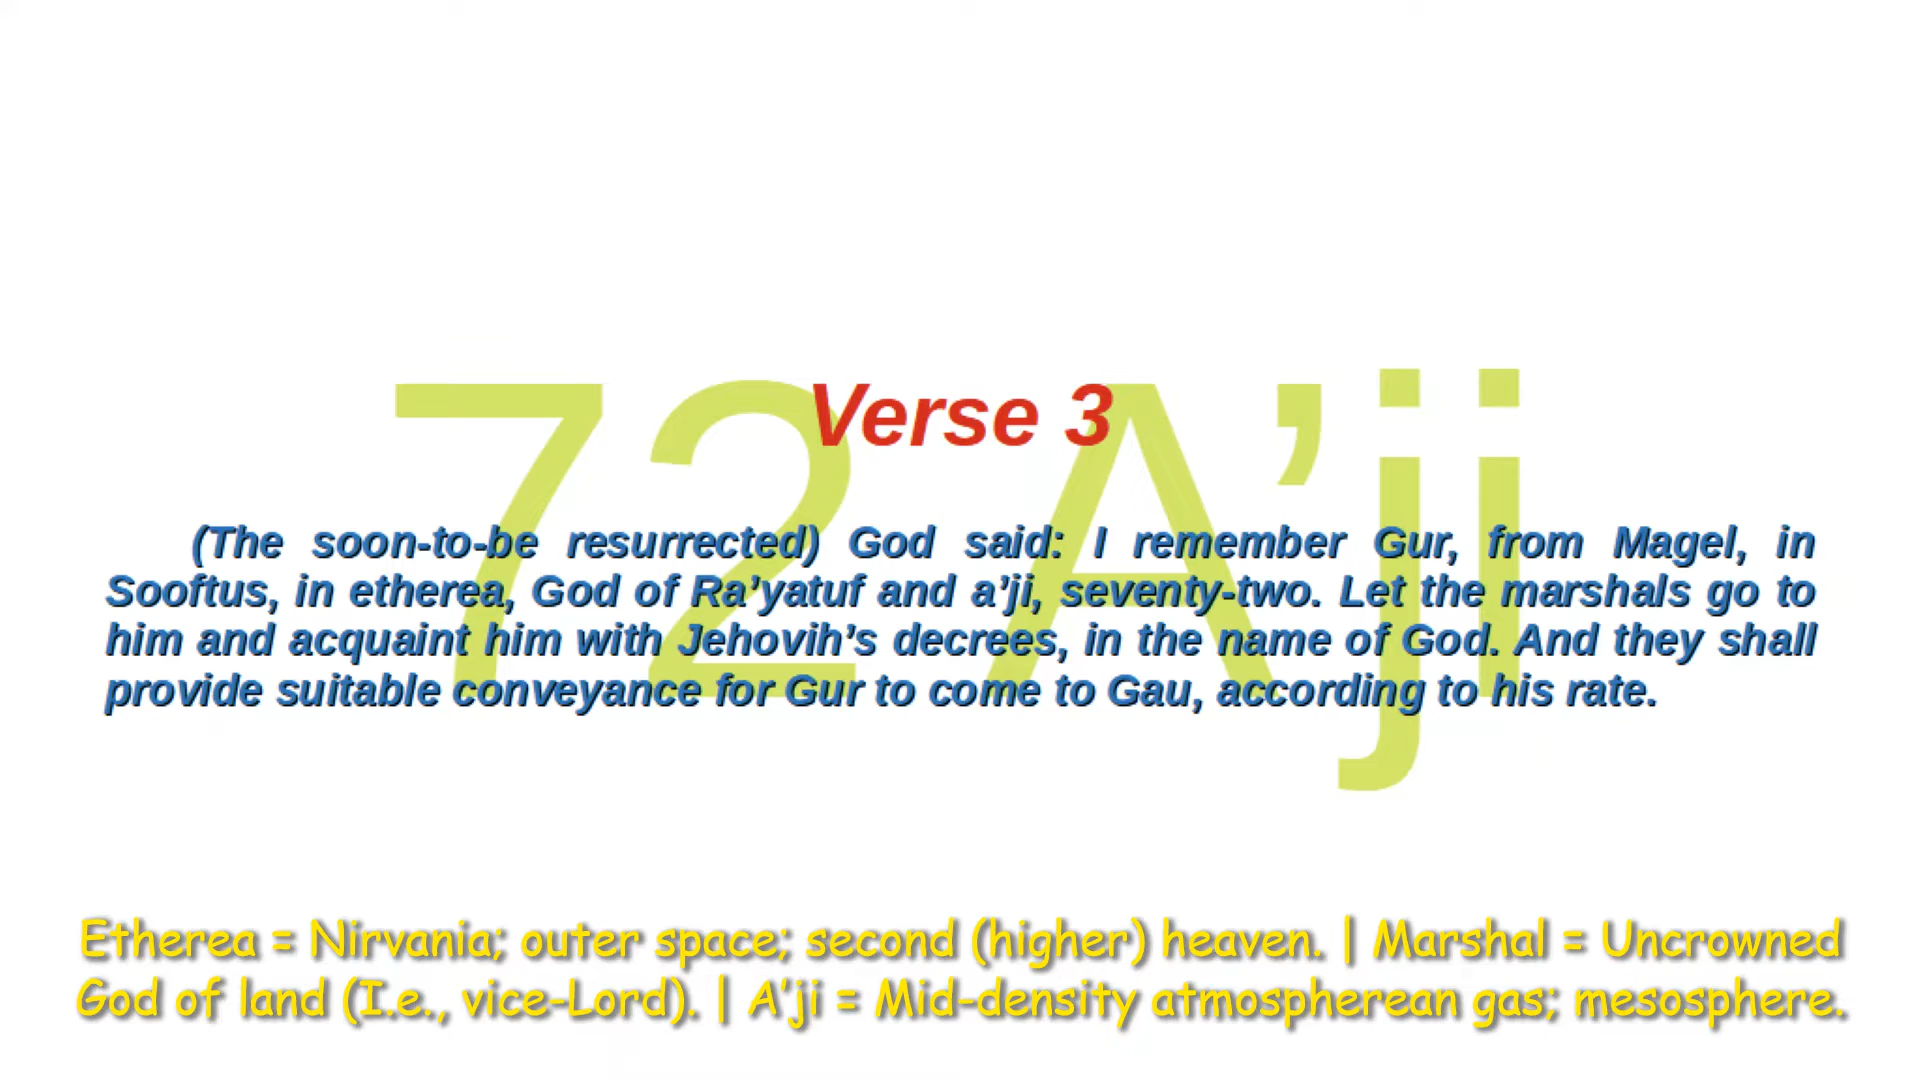 72 A’ji
Verse 3
(The soon-to-be resurrected) God said: I remember Gur, from Magel, in
Sooftus, in etherea, God of Ra’yatuf and a’ji, seventy-two. Let the marshals go to
him and acquaint him with Jehovih’s decrees, in the name of God. And they shall
provide suitable conveyance for Gur to come to Gau, according to his rate.
Etherea = Nirvania; outer space; second (higher) heaven. | Marshal = Uncrowned
God of land (I.e., vice-Lord). | A’ji = Mid-density atmospherean gas; mesosphere.